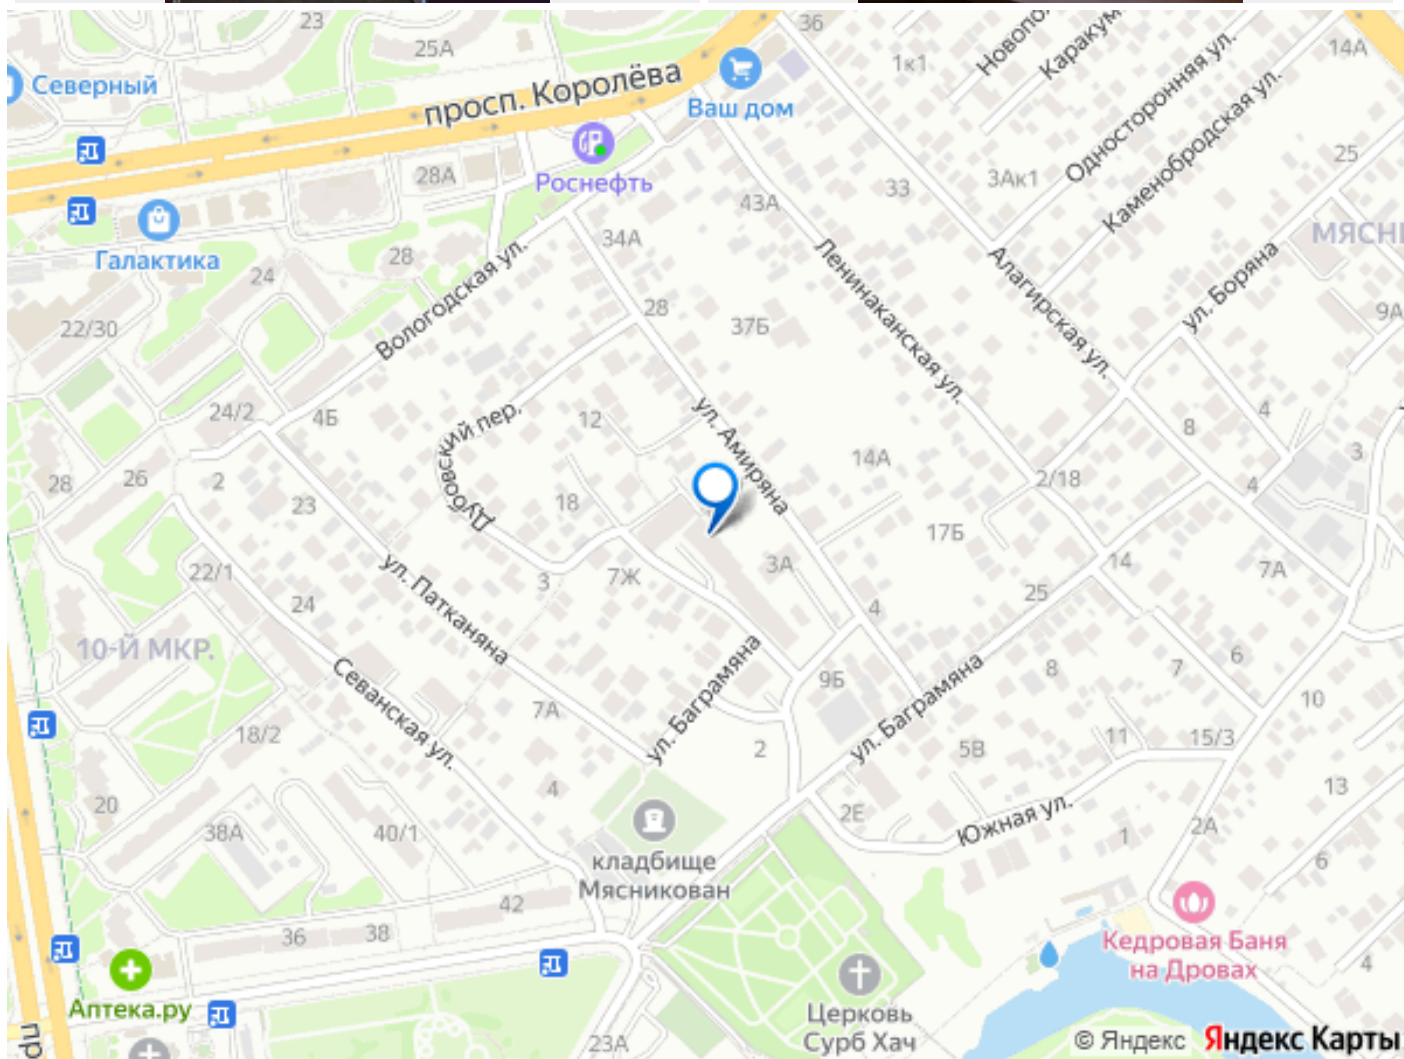 23
25А
36
1к1
Новопо
Каракум
14А
Северный
просп. Королёва
Ваш дом
Односторонняя ул.
Каменобродская ул.
25
28А
Роснефть
3Ак1
33
43А
МЯСНИ
Галактика
34А
28
24
Вологодская ул.
Ленинаканская ул.
Алагирская ул.
ул. Боряна
22/30
28
37Б
9А
24/2
4Б
Дубовский пер.
12
ул. Амиряна
8
4
3
28
26
2
23
18
14А
2/18
4
17Б
22/1
24
ул. Патканяна
3
7Ж
3А
4
14
25
7А
10-Й МКР.
Севанская ул.
ул. Баграмяна
9Б
ул. Баграмяна
8
7
6
10
18/2
7А
2
5В
11
15/3
20
38А
40/1
4
2Е
Южная ул.
1
2А
13
6
кладбище
Мясникован
42
36
38
Кедровая Баня
на Дровах
4
Аптека.ру
пр
Церковь
Сурб Хач
23А
© Яндекс Яндекс Карты